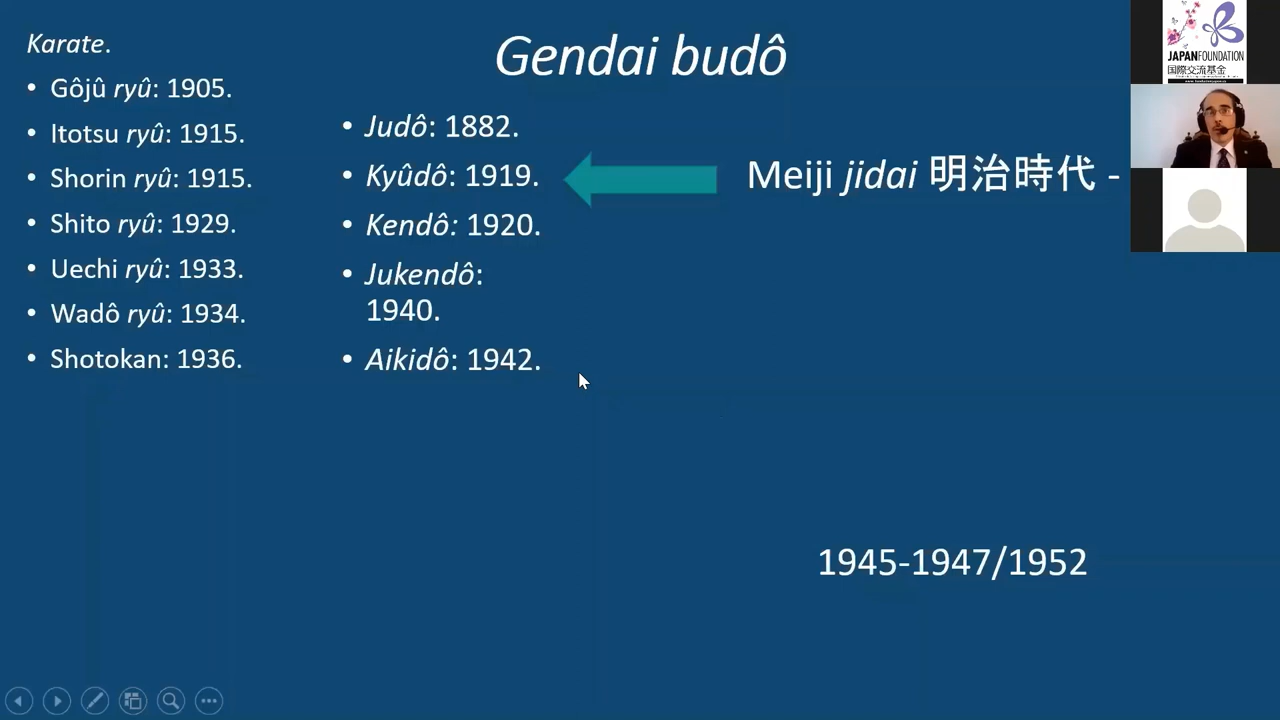 Karate.
• Gôjû ryû: 1905.
• Itotsu ryû: 1915.
• Shorin ryû: 1915.
• Shito ryû: 1929.
• Uechi ryû: 1933.
• Wadô ryû: 1934.
• Shotokan: 1936.
Gendai budô
• Judô: 1882.
• Kyûdô: 1919.
• Kendô: 1920.
• Jukendô:
1940.
• Aikidô: 1942.
Meiji jidai 明治時代 -
1945-1947/1952
JAPANFOUNDATION
国際交流基金